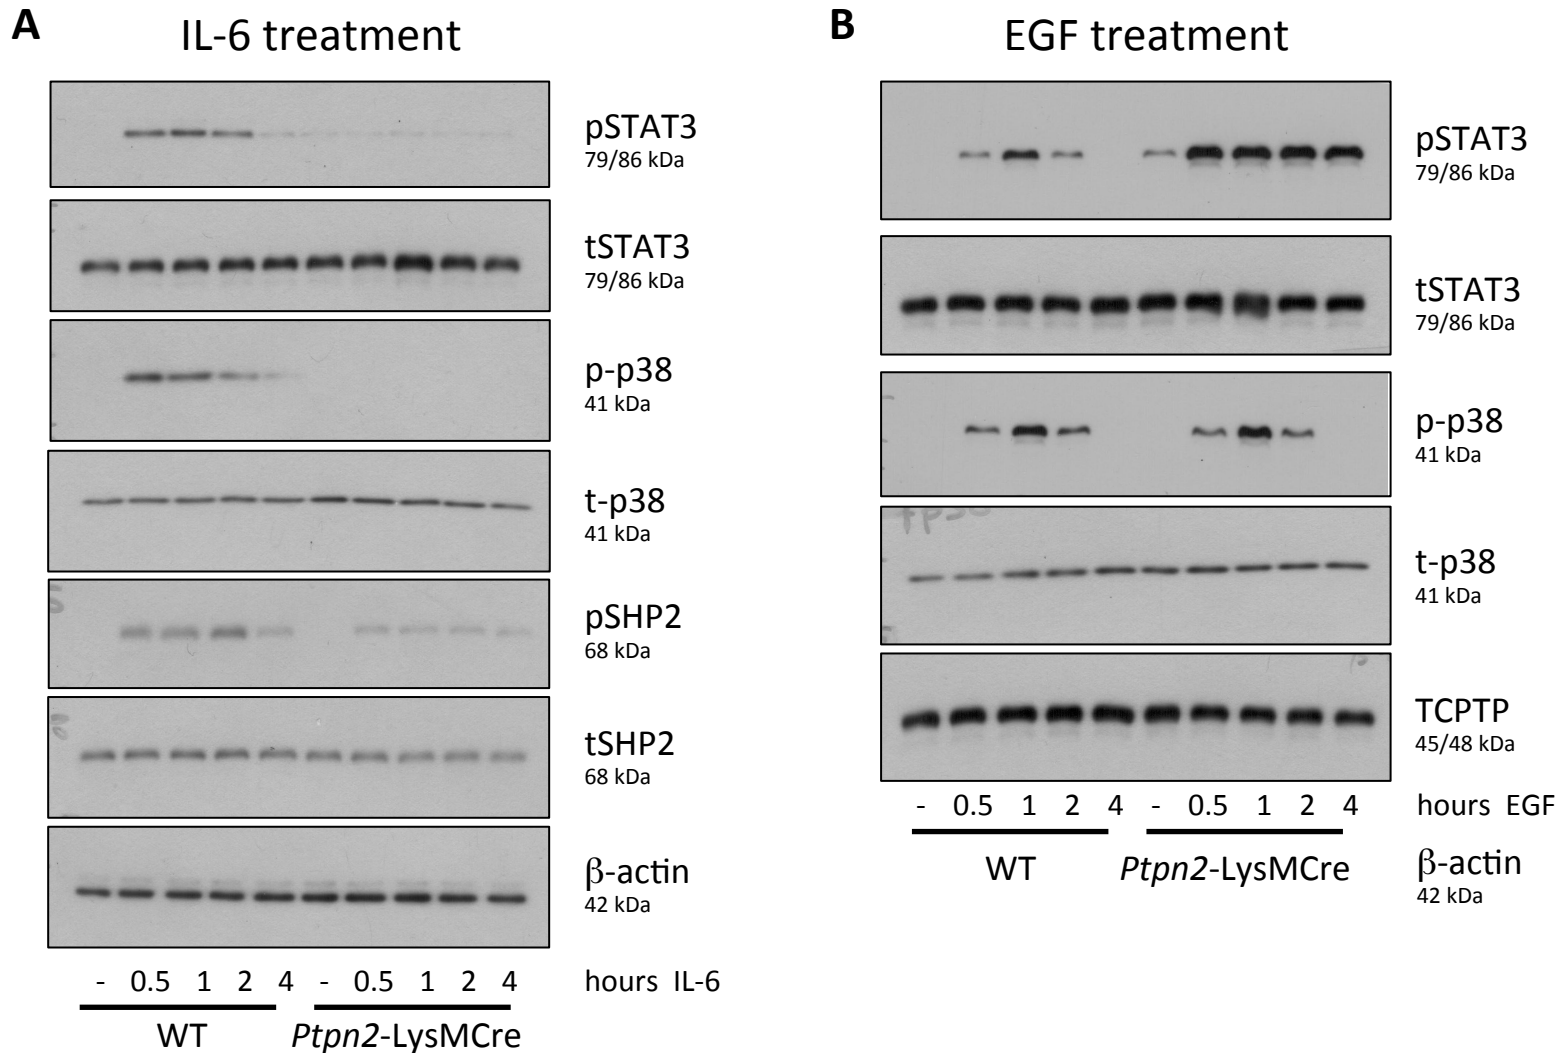 A
IL-6 treatment
pSTAT3
79/86 kDa
tSTAT3
79/86 kDa
p-p38
41 kDa
t-p38
41 kDa
pSHP2
68 kDa
tSHP2
68 kDa
β-actin
42 kDa
- 0.5 1 2 4 - 0.5 1 2 4 hours IL-6
WT Ptpn2-LysMCre
B
EGF treatment
pSTAT3
79/86 kDa
tSTAT3
79/86 kDa
p-p38
41 kDa
t-p38
41 kDa
TCPTP
45/48 kDa
- 0.5 1 2 4 - 0.5 1 2 4 hours EGF
WT Ptpn2-LysMCre
β-actin
42 kDa